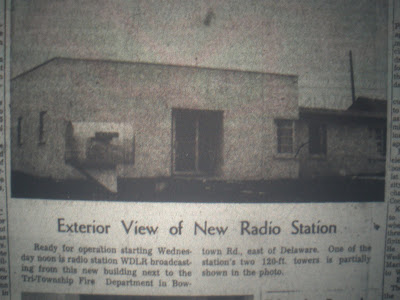 Exterior View of New Radio Station
Ready for operation starting Wednes-
day noon is radio station WDLR broadcast-
ing from this new building next to the
Tri-Township Fire Department in Bow-
town Rd., east of Delaware. One of the
station's two 120-ft. towers is partially
shown in the photo.